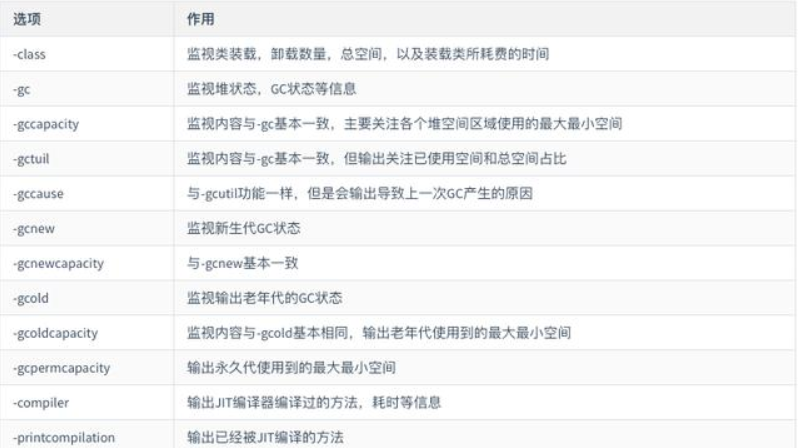 选项 作用
-class 监视类装载，卸载数量，总空间，以及装载类所耗费的时间
-gc 监视堆状态，GC状态等信息
-gccapacity 监视内容与-gc基本一致，主要关注各个堆空间区域使用的最大最小空间
-gctuil 监视内容与-gc基本一致，但输出关注已使用空间和总空间占比
-gccause 与-gcutil功能一样，但是会输出导致上一次GC产生的原因
-gcnew 监视新生代GC状态
-gcnewcapacity 与-gcnew基本一致
-gcold 监视输出老年代的GC状态
-gcoldcapacity 监视内容与-gcold基本相同，输出老年代使用到的最大最小空间
-gcpermcapacity 输出永久代使用到的最大最小空间
-compiler 输出JIT编译器编译过的方法，耗时等信息
-printcompilation 输出已经被JIT编译的方法